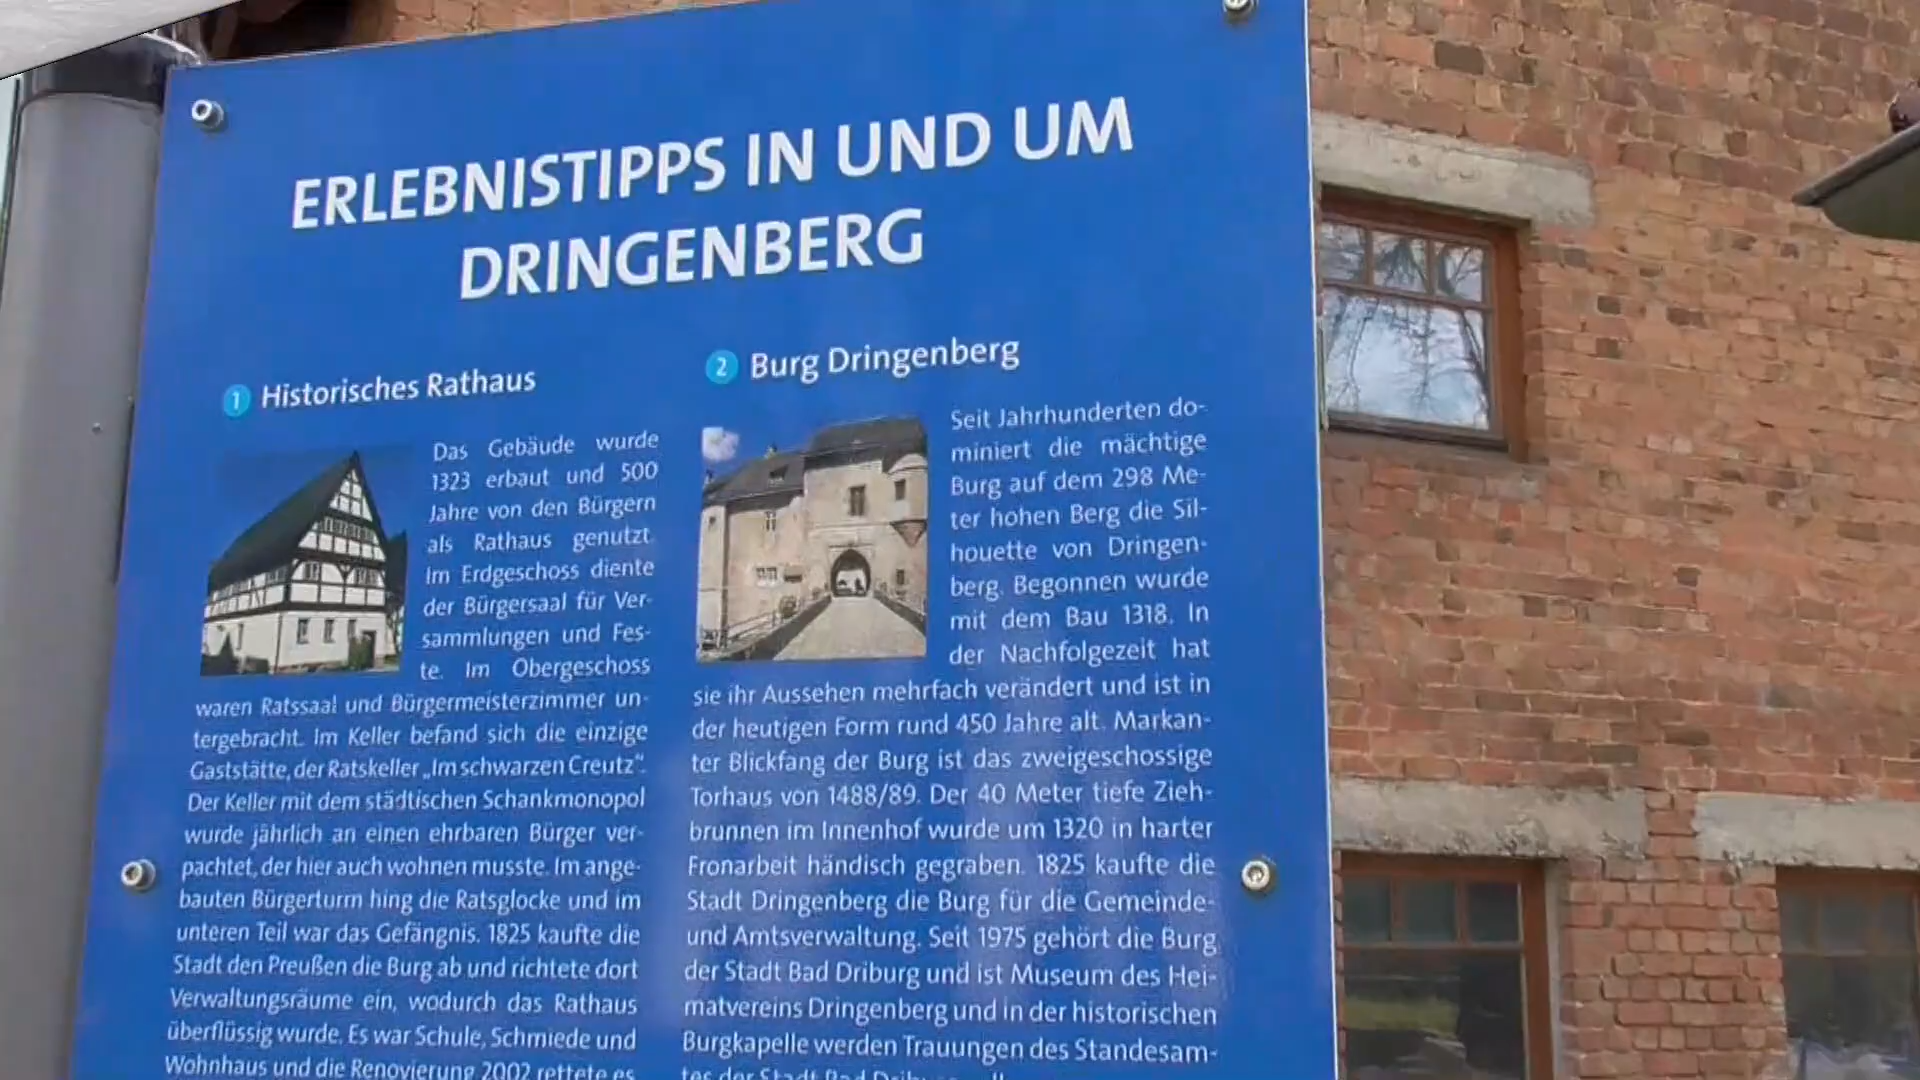 ERLEBNISTIPPS IN UND UM
DRINGENBERG
1 Historisches Rathaus
Das Gebäude wurde
1323 erbaut und 500
Jahre von den Bürgern
als Rathaus genutzt.
Im Erdgeschoss diente
der Bürgersaal für Ver-
sammlungen und Fes-
te. Im Obergeschoss
waren Ratssaal und Bürgermeisterzimmer un-
tergebracht. Im Keller befand sich die einzige
Gaststätte, der Ratskeller „Im schwarzen Creutz“.
Der Keller mit dem städtischen Schankmonopol
wurde jährlich an einen ehrbaren Bürger ver-
pachtet, der hier auch wohnen musste. Im ange-
bauten Bürgerturm hing die Ratsglocke und im
unteren Teil war das Gefängnis. 1825 kaufte die
Stadt den Preußen die Burg ab und richtete dort
Verwaltungsräume ein, wodurch das Rathaus
überflüssig wurde. Es war Schule, Schmiede und
Wohnhaus und die Renovierung 2002 rettete es
2 Burg Dringenberg
Seit Jahrhunderten do-
miniert die mächtige
Burg auf dem 298 Me-
ter hohen Berg die Sil-
houette von Dringen-
berg. Begonnen wurde
mit dem Bau 1318. In
der Nachfolgezeit hat
sie ihr Aussehen mehrfach verändert und ist in
der heutigen Form rund 450 Jahre alt. Markan-
ter Blickfang der Burg ist das zweigeschossige
Torhaus von 1488/89. Der 40 Meter tiefe Zieh-
brunnen im Innenhof wurde um 1320 in harter
Fronarbeit händisch gegraben. 1825 kaufte die
Stadt Dringenberg die Burg für die Gemeinde-
und Amtsverwaltung. Seit 1975 gehört die Burg
der Stadt Bad Driburg und ist Museum des Hei-
matvereins Dringenberg und in der historischen
Burgkapelle werden Trauungen des Standesam-
tes der Stadt Bad